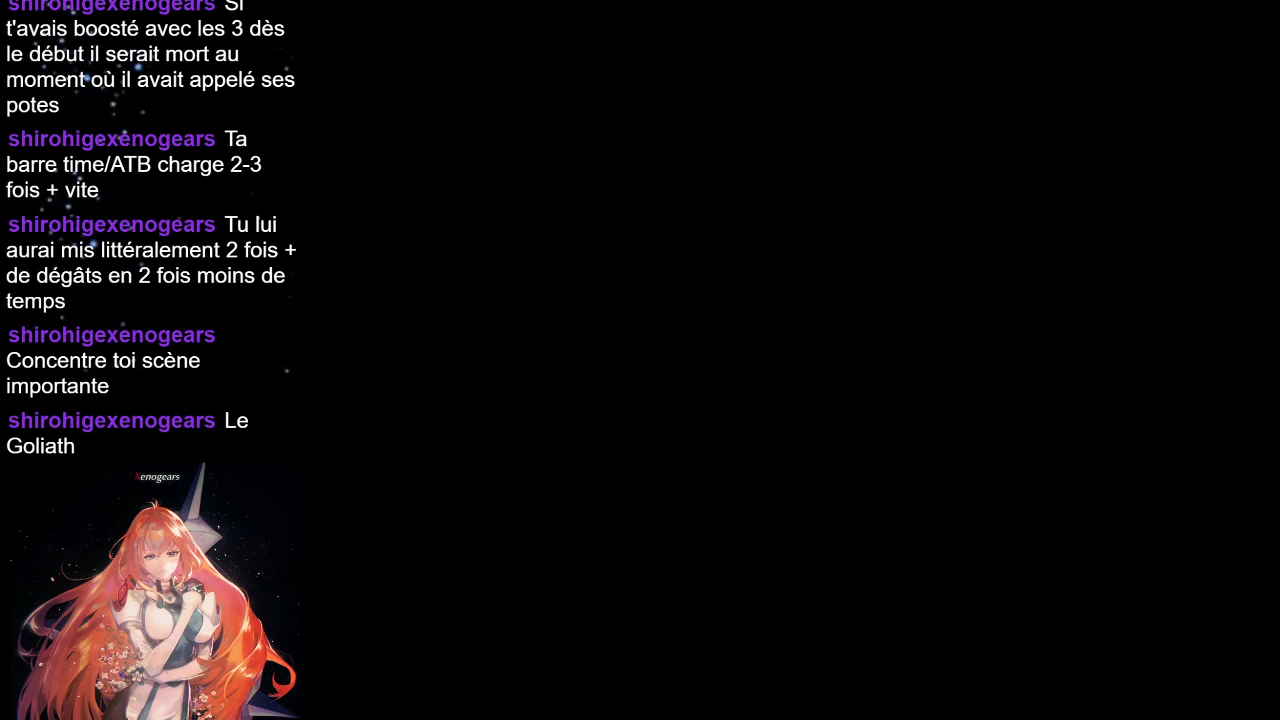 shirohigexenogears Si
t'avais boosté avec les 3 dès
le début il serait mort au
moment où il avait appelé ses
potes
shirohigexenogears Ta
barre time/ATB charge 2-3
fois + vite
shirohigexenogears Tu lui
aurai mis littéralement 2 fois +
de dégâts en 2 fois moins de
temps
shirohigexenogears
Concentre toi scène
importante
shirohigexenogears Le
Goliath
Xenogears